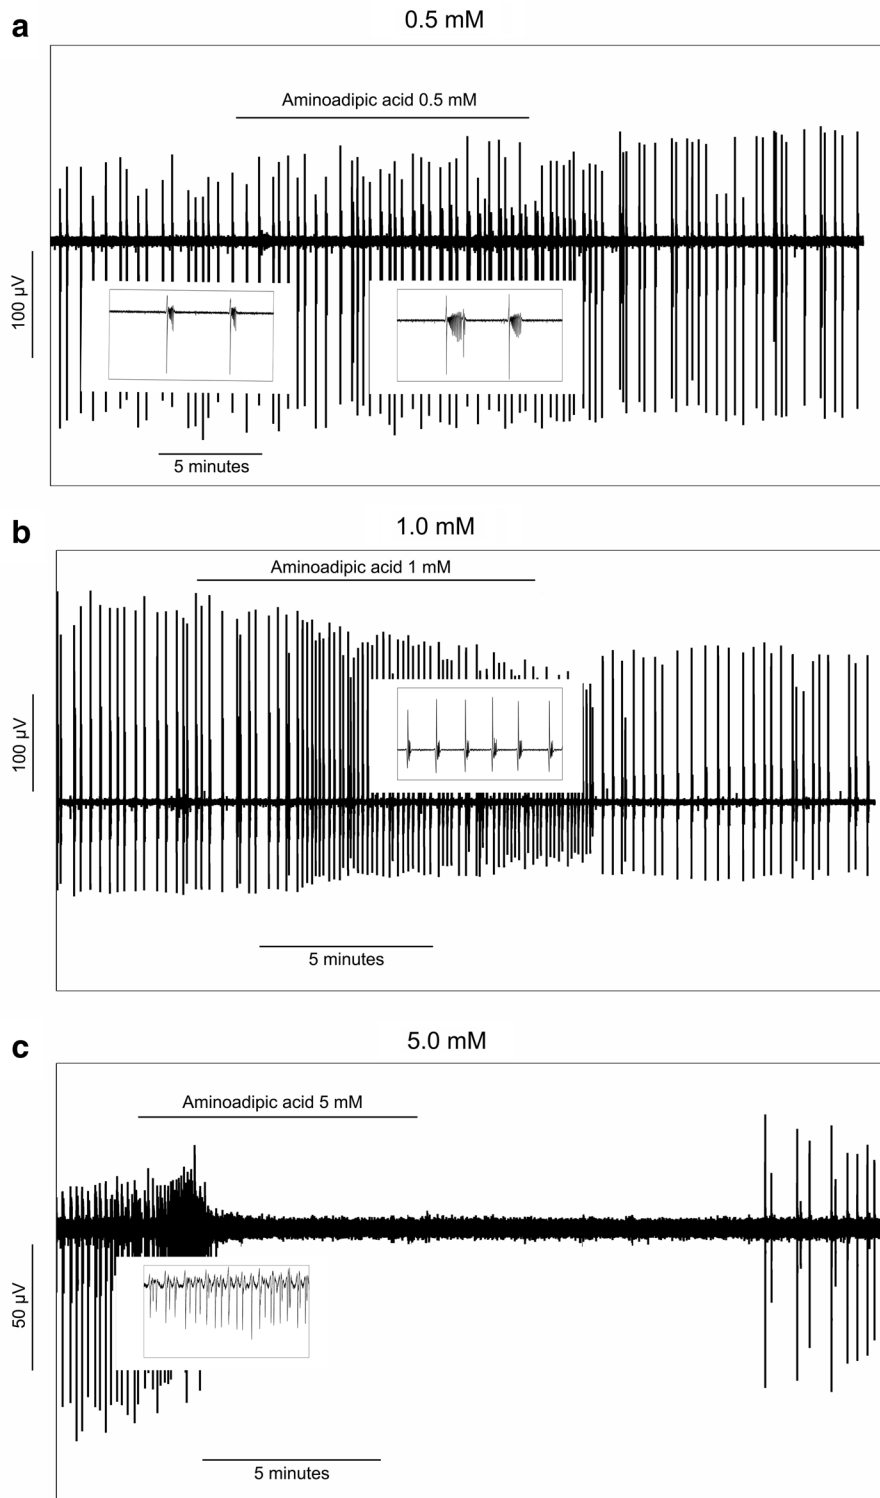 a
0.5 mM
Aminoadipic acid 0.5 mM
100 µV
5 minutes
b
1.0 mM
Aminoadipic acid 1 mM
100 µV
5 minutes
c
5.0 mM
Aminoadipic acid 5 mM
50 µV
5 minutes